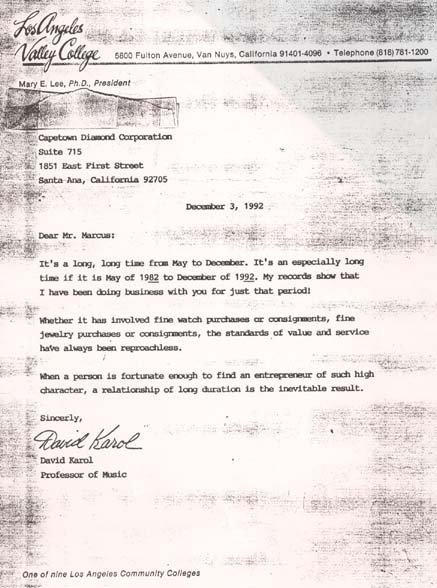 Los Angeles
Valley College
5800 Fulton Avenue, Van Nuys, California 91401-4096 • Telephone (818) 781-1200
Mary E. Lee, Ph.D., President
Capetown Diamond Corporation
Suite 715
1851 East First Street
Santa Ana, California 92705
December 3, 1992
Dear Mr. Marcus:
It's a long, long time from May to December. It's an especially long
time if it is May of 1982 to December of 1992. My records show that
I have been doing business with you for just that period!
Whether it has involved fine watch purchases or consignments, fine
jewelry purchases or consignments, the standards of value and service
have always been reproachless.
When a person is fortunate enough to find an entrepreneur of such high
character, a relationship of long duration is the inevitable result.
Sincerely,
David Karol
David Karol
Professor of Music
One of nine Los Angeles Community Colleges